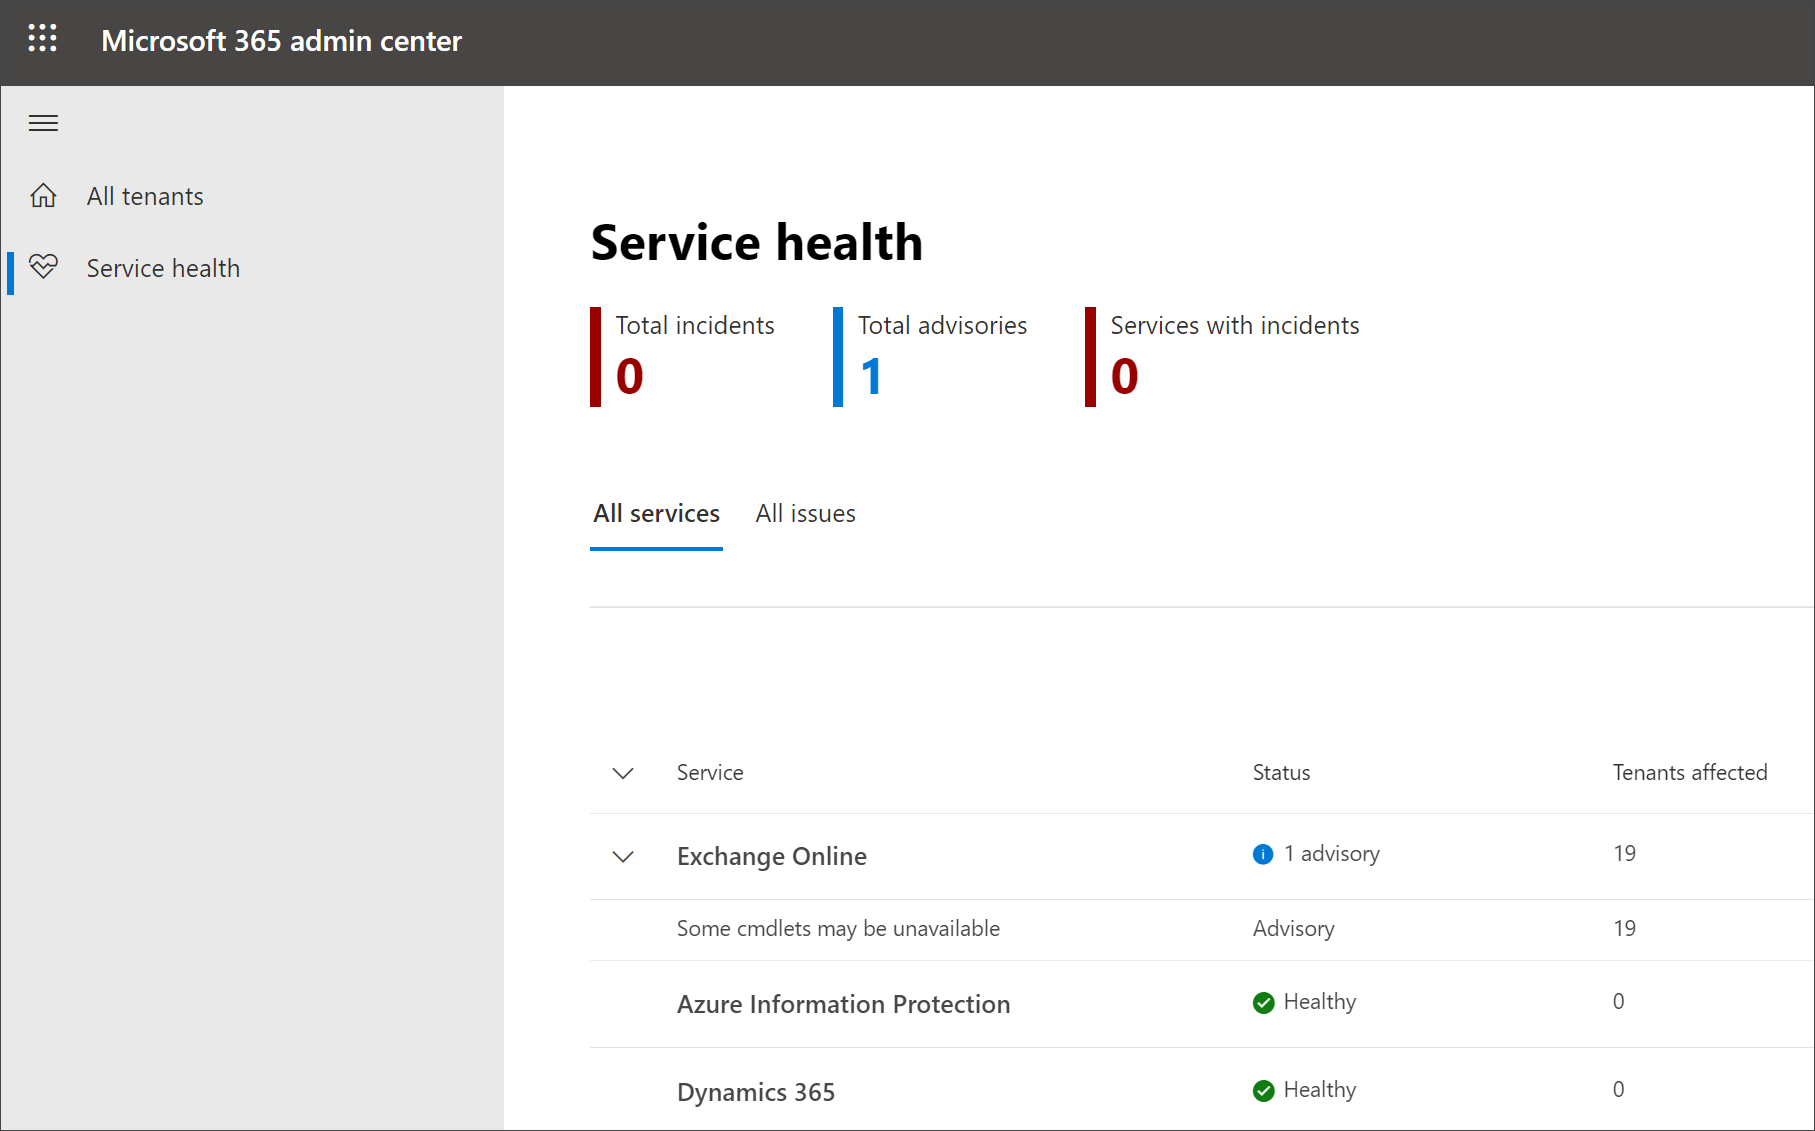 Microsoft 365 admin center
All tenants
Service health
Service health
Total incidents
0
Total advisories
1
Services with incidents
0
All services All issues
Service Status Tenants affected
Exchange Online 1 advisory 19
Some cmdlets may be unavailable Advisory 19
Azure Information Protection Healthy 0
Dynamics 365 Healthy 0